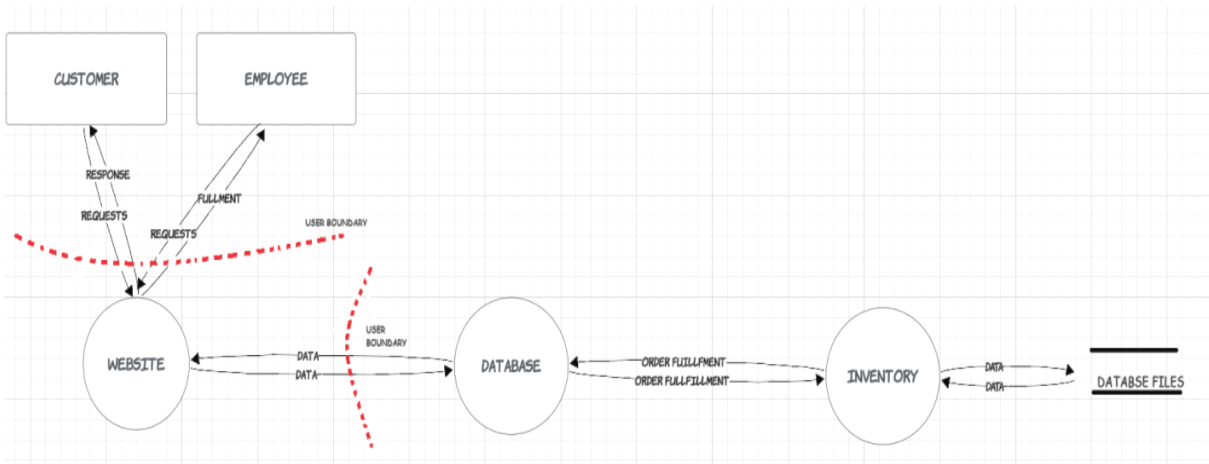 CUSTOMER
EMPLOYEE
RESPONSE
FULLMENT
REQUESTS
REQUESTS
USER BOUNDARY
USER
BOUNDARY
WEBSITE
DATA
DATA
DATABASE
ORDER FUILLFMENT
ORDER FULLFILLMENT
INVENTORY
DATA
DATA
DATABSE FILES